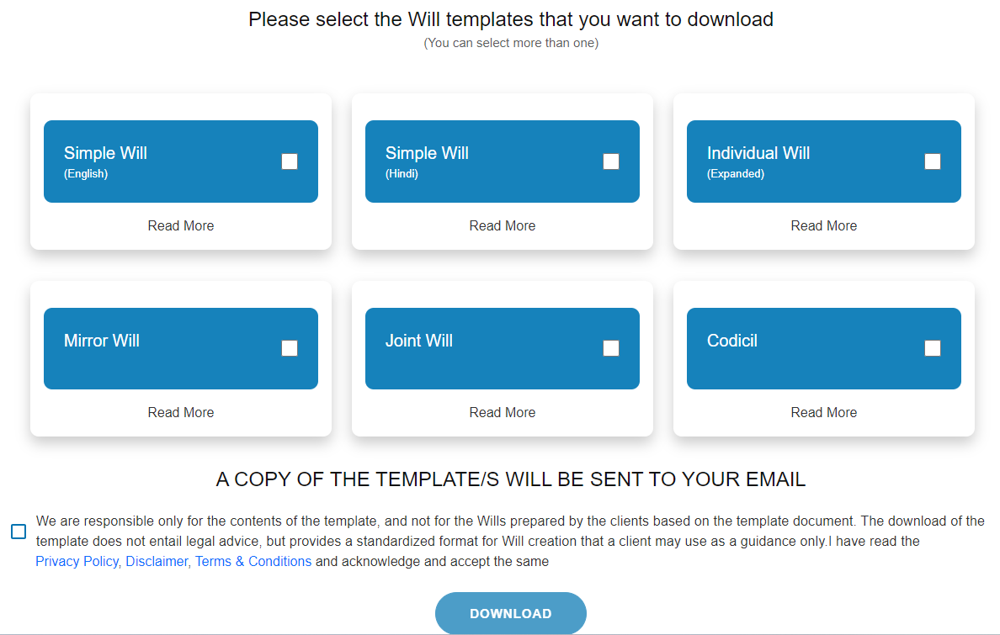 Please select the Will templates that you want to download
(You can select more than one)
Simple Will
(English)
Read More
Simple Will
(Hindi)
Read More
Individual Will
(Expanded)
Read More
Mirror Will
Read More
Joint Will
Read More
Codicil
Read More
A COPY OF THE TEMPLATE/S WILL BE SENT TO YOUR EMAIL
We are responsible only for the contents of the template, and not for the Wills prepared by the clients based on the template document. The download of the
template does not entail legal advice, but provides a standardized format for Will creation that a client may use as a guidance only.I have read the
Privacy Policy, Disclaimer, Terms & Conditions and acknowledge and accept the same
DOWNLOAD